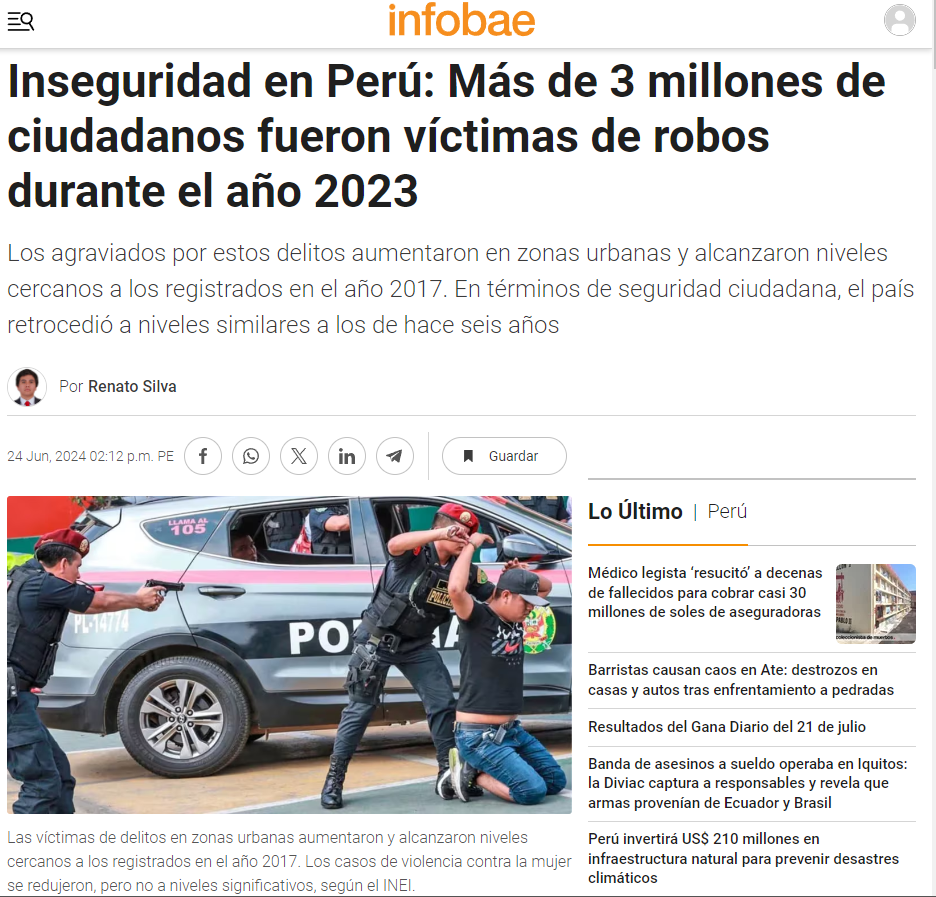 infobae
Inseguridad en Perú: Más de 3 millones de
ciudadanos fueron víctimas de robos
durante el año 2023
Los agraviados por estos delitos aumentaron en zonas urbanas y alcanzaron niveles
cercanos a los registrados en el año 2017. En términos de seguridad ciudadana, el país
retrocedió a niveles similares a los de hace seis años
Por Renato Silva
24 Jun, 2024 02:12 p.m. PE
Guardar
LLAMA AL
105
POLICIA
PL-14774
PO
Las víctimas de delitos en zonas urbanas aumentaron y alcanzaron niveles
cercanos a los registrados en el año 2017. Los casos de violencia contra la mujer
se redujeron, pero no a niveles significativos, según el INEI.
Lo Último | Perú
Médico legista ‘resucitó’ a decenas
de fallecidos para cobrar casi 30
millones de soles de aseguradoras
coleccionista de muertos
Barristas causan caos en Ate: destrozos en
casas y autos tras enfrentamiento a pedradas
Resultados del Gana Diario del 21 de julio
Banda de asesinos a sueldo operaba en Iquitos:
la Diviac captura a responsables y revela que
armas provenían de Ecuador y Brasil
Perú invertirá US$ 210 millones en
infraestructura natural para prevenir desastres
climáticos